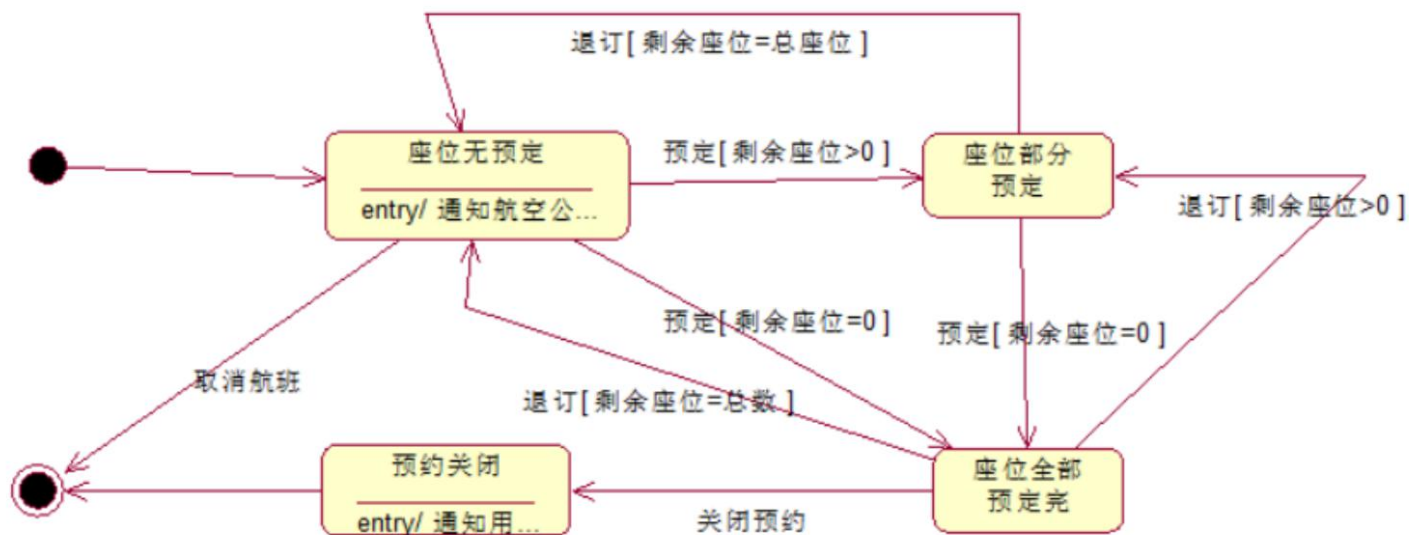 退订[ 剩余座位=总座位 ]
座位无预定
entry/ 通知航空公...
预定[ 剩余座位>0 ]
座位部分
预定
退订[ 剩余座位>0 ]
预定[ 剩余座位=0 ]
预定[ 剩余座位=0 ]
取消航班
退订[ 剩余座位=总数 ]
预约关闭
entry/ 通知用...
关闭预约
座位全部
预定完